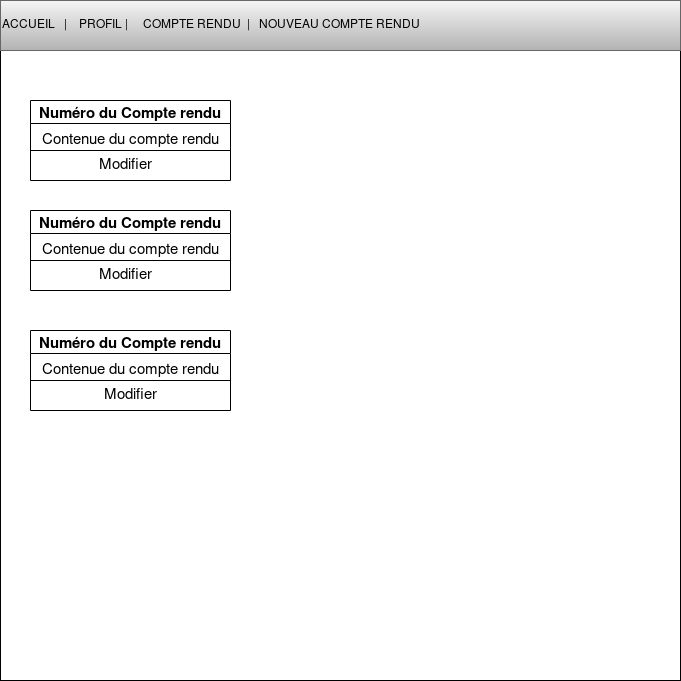 ACCUEIL | PROFIL | COMPTE RENDU | NOUVEAU COMPTE RENDU
Numéro du Compte rendu
Contenue du compte rendu
Modifier
Numéro du Compte rendu
Contenue du compte rendu
Modifier
Numéro du Compte rendu
Contenue du compte rendu
Modifier